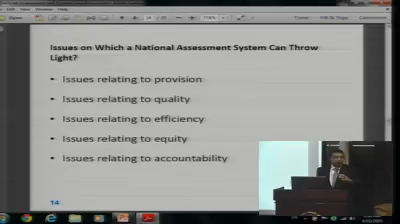 Issues on Which a National Assessment System Can Throw
Light?
• Issues relating to provision
• Issues relating to quality
• Issues relating to efficiency
• Issues relating to equity
• Issues relating to accountability
14